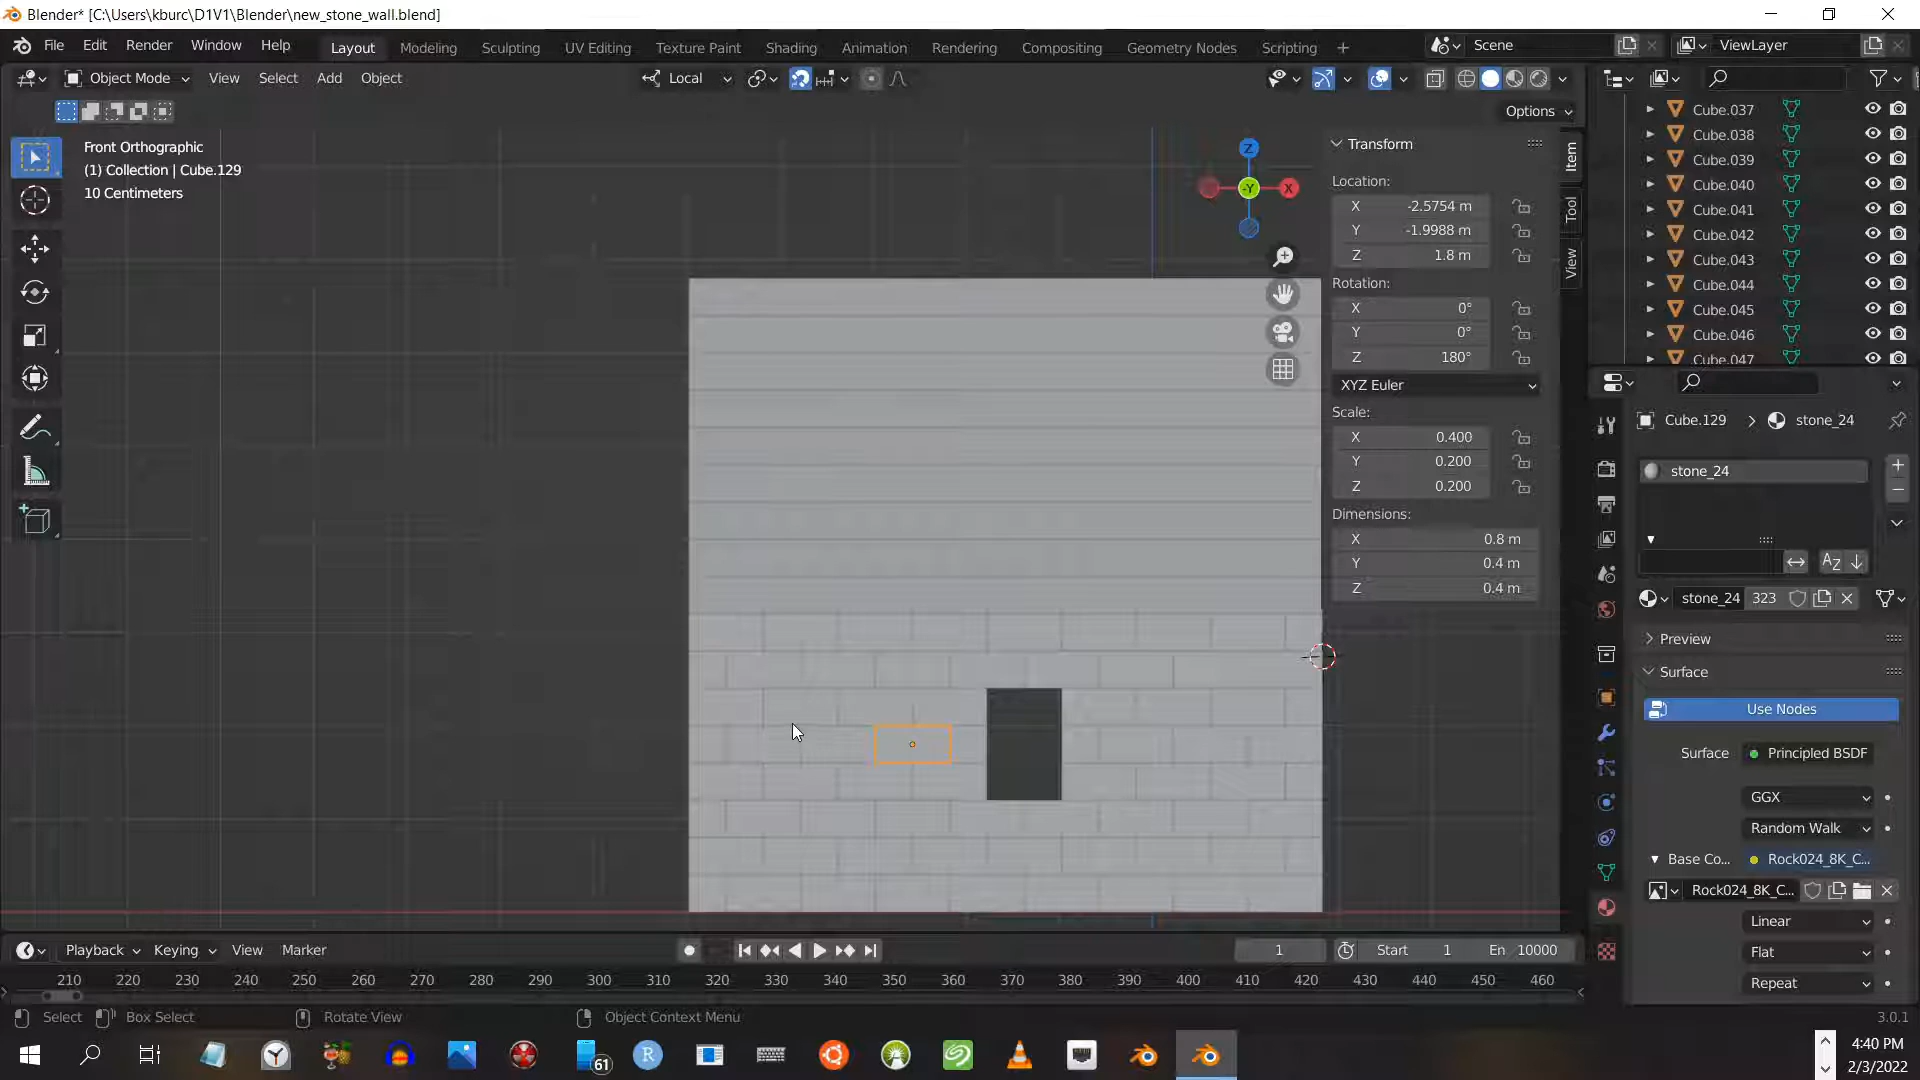 Blender* [C:\Users\kburc\D1V1\Blender\new_stone_wall.blend]
File Edit Render Window Help Layout Modeling Sculpting UV Editing Texture Paint Shading Animation Rendering Compositing Geometry Nodes Scripting + Scene ViewLayer
Object Mode View Select Add Object Local
Options
Front Orthographic
(1) Collection | Cube.129
10 Centimeters
Z
-Y
X
Transform
Location:
X -2.5754 m
Y -1.9988 m
Z 1.8 m
Rotation:
X 0°
Y 0°
Z 180°
XYZ Euler
Scale:
X 0.400
Y 0.200
Z 0.200
Dimensions:
X 0.8 m
Y 0.4 m
Z 0.4 m
Item
Tool
View
Cube.037
Cube.038
Cube.039
Cube.040
Cube.041
Cube.042
Cube.043
Cube.044
Cube.045
Cube.046
Cube.047
Cube.129 > stone_24
stone_24
stone_24 323
Preview
Surface
Use Nodes
Surface Principled BSDF
GGX
Random Walk
Base Co... Rock024_8K_C...
Rock024_8K_C...
Linear
Flat
Repeat
Playback Keying View Marker 1 Start 1 En 10000
210 220 230 240 250 260 270 280 290 300 310 320 330 340 350 360 370 380 390 400 410 420 430 440 450 460
Select Box Select Rotate View Object Context Menu 3.0.1
61
4:40 PM
2/3/2022